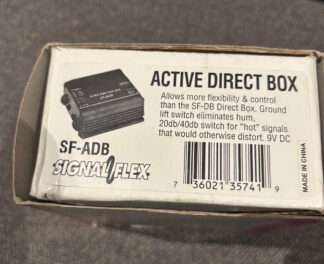 ACTIVE DIRECT BOX
Allows more flexibility & control
than the SF-DB Direct Box. Ground
lift switch eliminates hum,
20db/40db switch for "hot" signals
that would otherwise distort. 9V DC
SF-ADB
SIGNAL FLEX
7 36021 35741 9
MADE IN CHINA